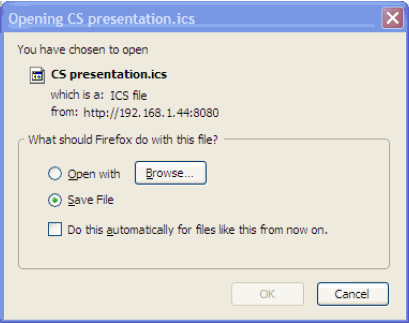 Opening CS presentation.ics
You have chosen to open
CS presentation.ics
which is a: ICS file
from: http://192.168.1.44:8080
What should Firefox do with this file?
Open with Browse...
Save File
Do this automatically for files like this from now on.
OK Cancel